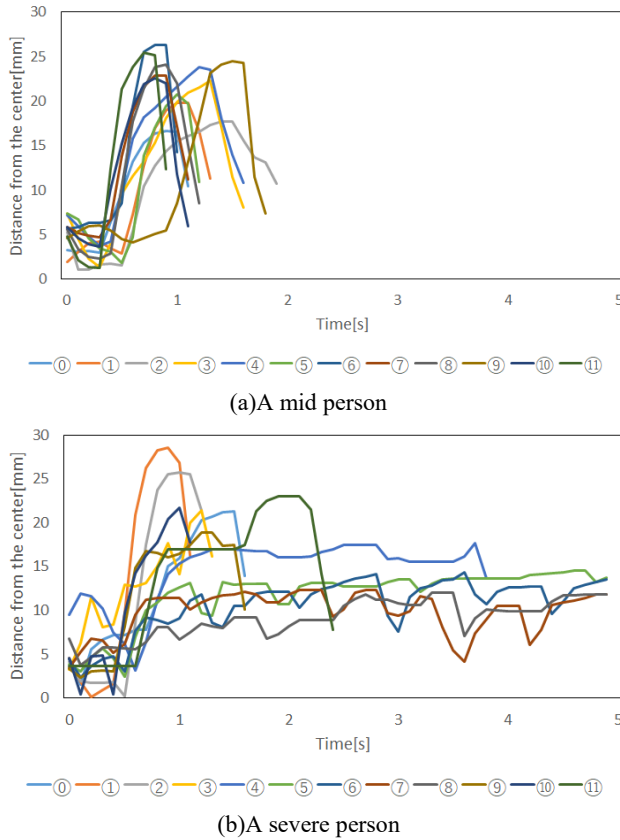 30
25
20
15
10
5
0
Distance from the center[mm]
0 1 2 3 4 5
Time[s]
⓪ ① ② ③ ④ ⑤ ⑥ ⑦ ⑧ ⑨ ⑩ ⑪
(a)A mid person
30
25
20
15
10
5
0
Distance from the center[mm]
0 1 2 3 4 5
Time[s]
⓪ ① ② ③ ④ ⑤ ⑥ ⑦ ⑧ ⑨ ⑩ ⑪
(b)A severe person